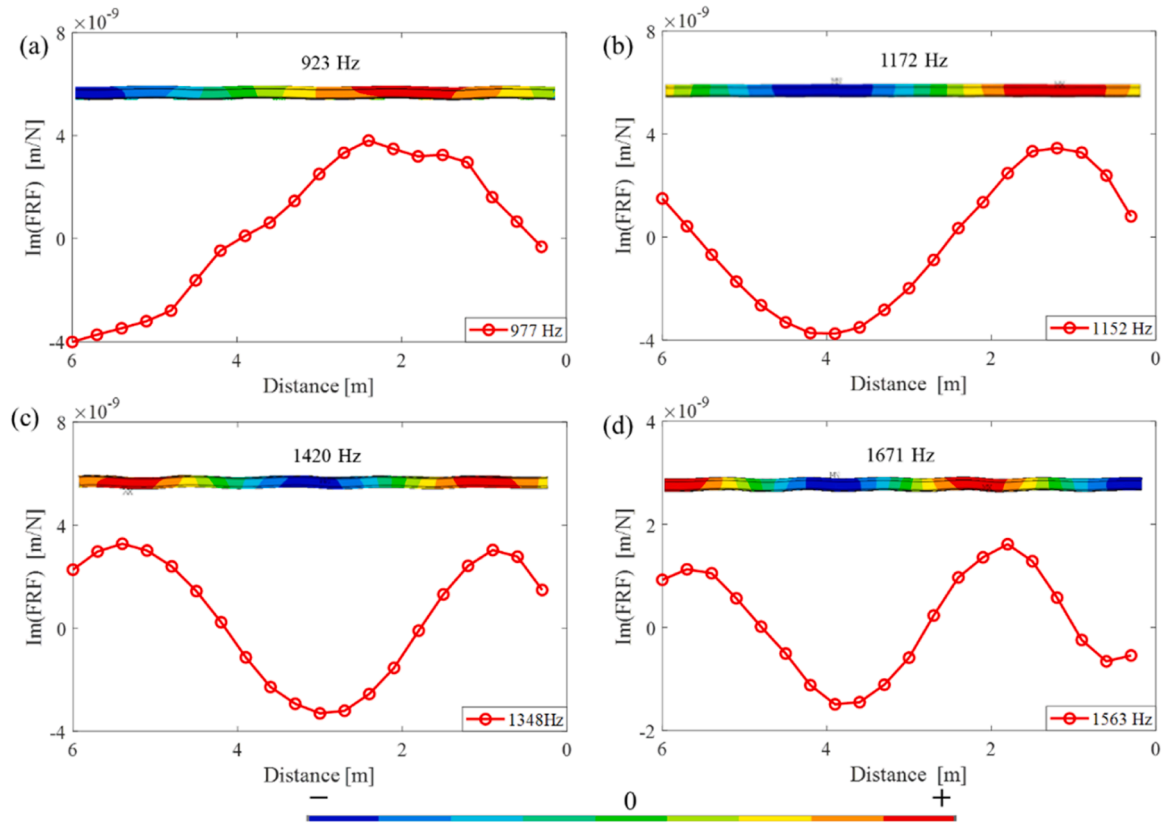 (a)
×10⁻⁹
8
4
0
-4
Im(FRF) [m/N]
923 Hz
977 Hz
6
4
2
0
Distance [m]
(b)
×10⁻⁹
8
4
0
-4
Im(FRF) [m/N]
1172 Hz
MN
1152 Hz
6
4
2
0
Distance [m]
(c)
×10⁻⁹
8
4
0
-4
Im(FRF) [m/N]
1420 Hz
1348Hz
6
4
2
0
Distance [m]
(d)
×10⁻⁹
4
2
0
-2
Im(FRF) [m/N]
1671 Hz
1563 Hz
6
4
2
0
Distance [m]
− 0 +